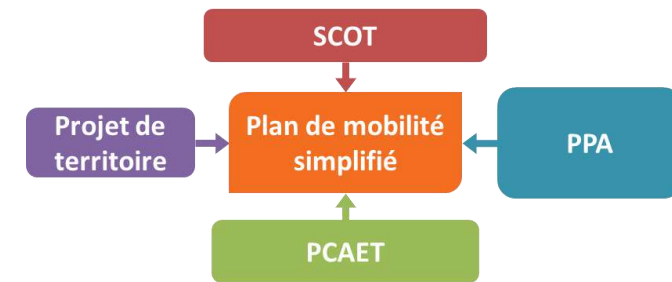 SCOT
Projet de
territoire
Plan de mobilité
simplifié
PPA
PCAET